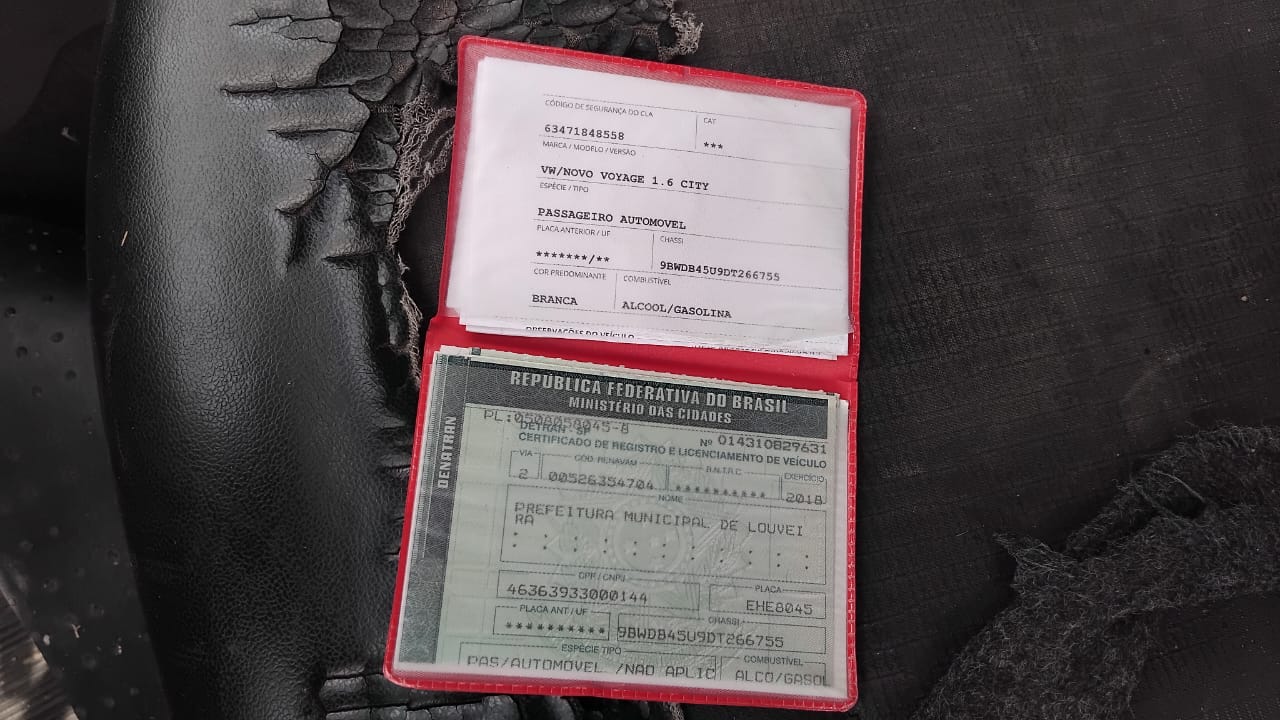 CÓDIGO DE SEGURANÇA DO CLA CAT
63471848558 ***
MARCA / MODELO / VERSÃO
VW/NOVO VOYAGE 1.6 CITY
ESPÉCIE / TIPO
PASSAGEIRO AUTOMOVEL
PLACA ANTERIOR / UF CHASSI
*******/** 9BWDB45U9DT266755
COR PREDOMINANTE COMBUSTÍVEL
BRANCA ALCOOL/GASOLINA
OBSERVAÇÕES DO VEÍCULO
REPÚBLICA FEDERATIVA DO BRASIL
MINISTÉRIO DAS CIDADES
DENATRAN
DETRAN - SP Nº 014310829631
CERTIFICADO DE REGISTRO E LICENCIAMENTO DE VEÍCULO
VIA CÓD. RENAVAM R.N.T.R.C. EXERCÍCIO
2 00526354704 ********** 2018
NOME
PREFEITURA MUNICIPAL DE LOUVEI
RA
CPF / CNPJ PLACA
46363933000144 EHE8045
PLACA ANT / UF CHASSI
********** 9BWDB45U9DT266755
ESPÉCIE TIPO COMBUSTÍVEL
PAS/AUTOMOVEL /NAO APLIC ALCO/GASOL